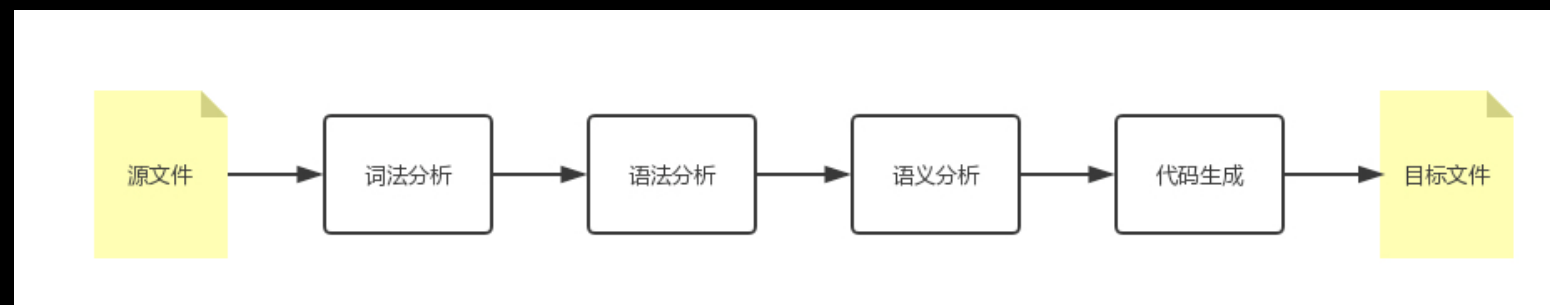 源文件
词法分析
语法分析
语义分析
代码生成
目标文件